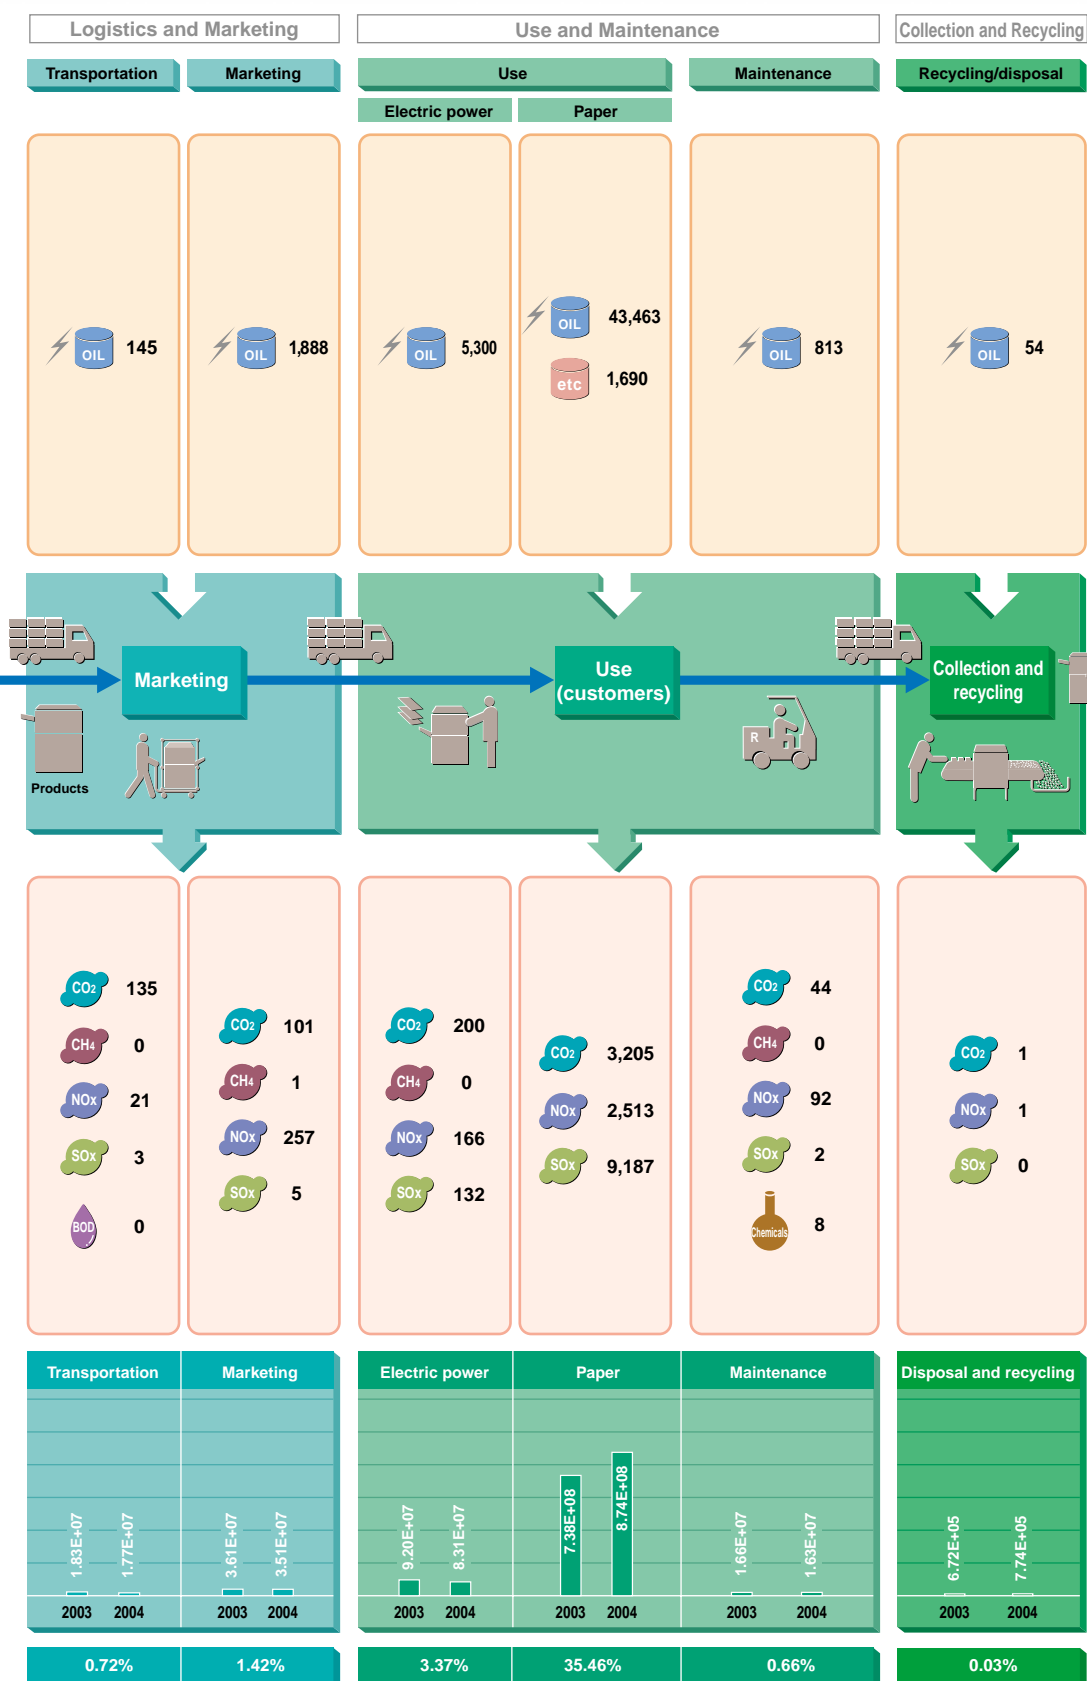 Logistics and Marketing
Use and Maintenance
Collection and Recycling
Transportation
Marketing
Use
Maintenance
Recycling/disposal
Electric power
Paper
OIL 145
OIL 1,888
OIL 5,300
OIL 43,463
etc 1,690
OIL 813
OIL 54
Marketing
Use
(customers)
Collection and
recycling
Products
R
CO2 135
CH4 0
NOx 21
SOx 3
BOD 0
CO2 101
CH4 1
NOx 257
SOx 5
CO2 200
CH4 0
NOx 166
SOx 132
CO2 3,205
NOx 2,513
SOx 9,187
CO2 44
CH4 0
NOx 92
SOx 2
Chemicals 8
CO2 1
NOx 1
SOx 0
Transportation
Marketing
Electric power
Paper
Maintenance
Disposal and recycling
1.83E+07
1.77E+07
3.61E+07
3.51E+07
9.20E+07
8.31E+07
7.38E+08
8.74E+08
1.66E+07
1.63E+07
6.72E+05
7.74E+05
2003 2004
2003 2004
2003 2004
2003 2004
2003 2004
2003 2004
0.72%
1.42%
3.37%
35.46%
0.66%
0.03%